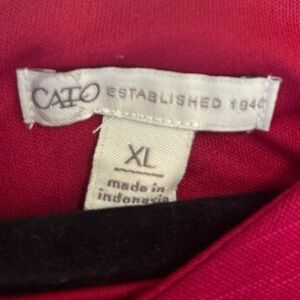 CATO ESTABLISHED 1946
XL
made in
indonesia